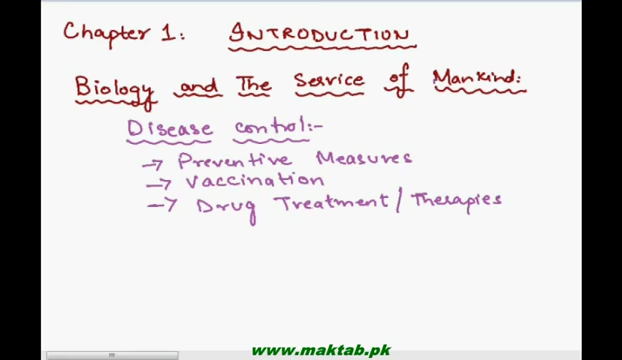 Chapter 1: INTRODUCTION
Biology and The Service of Mankind:
Disease control:-
→ Preventive Measures
→ Vaccination
→ Drug Treatment / Therapies
www.maktab.pk